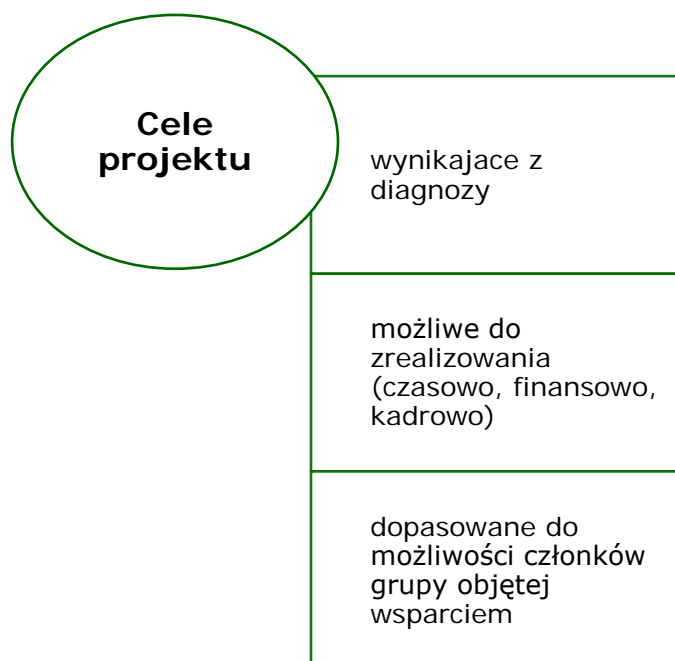 Cele
projektu
wynikajace z
diagnozy
możliwe do
zrealizowania
(czasowo, finansowo,
kadrowo)
dopasowane do
możliwości członków
grupy objętej
wsparciem